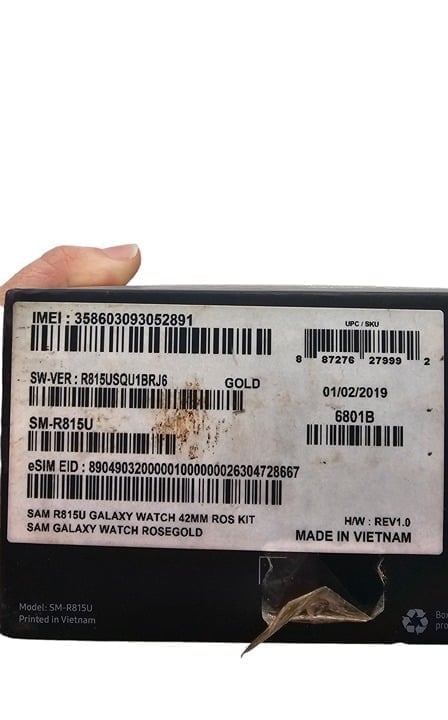 IMEI : 358603093052891
UPC / SKU
8 87276 27999 2
SW-VER : R815USQU1BRJ6 GOLD
01/02/2019
SM-R815U
6801B
eSIM EID : 89049032000001000000026304728667
SAM R815U GALAXY WATCH 42MM ROS KIT
SAM GALAXY WATCH ROSEGOLD
H/W : REV1.0
MADE IN VIETNAM
Model: SM-R815U
Printed in Vietnam
Box